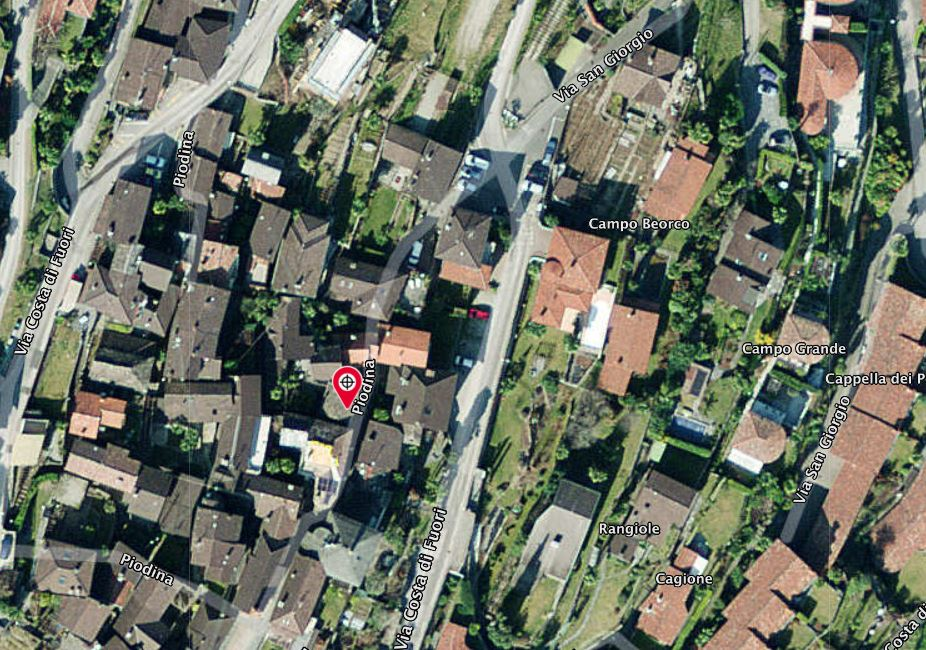 Via San Giorgio
Piodina
Campo Beorco
Via Costa di Fuori
Campo Grande
Piodina
Cappella dei P
Via San Giorgio
Rangiole
Via Costa di Fuori
Piodina
Cagione
Costa d